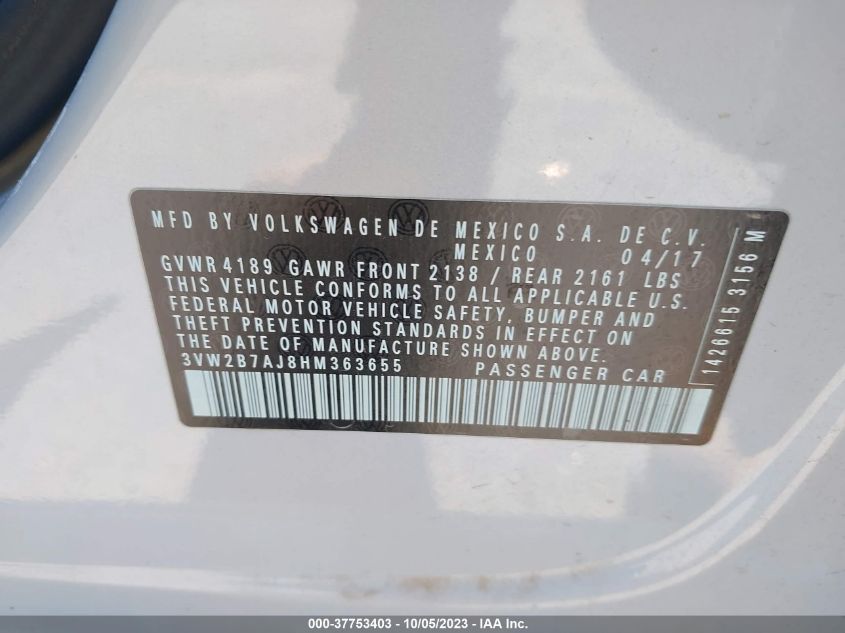 MFD BY VOLKSWAGEN DE MEXICO S.A. DE C.V.
MEXICO 04/17
GVWR 4189 GAWR FRONT 2138 / REAR 2161 LBS
THIS VEHICLE CONFORMS TO ALL APPLICABLE U.S.
FEDERAL MOTOR VEHICLE SAFETY, BUMPER AND
THEFT PREVENTION STANDARDS IN EFFECT ON
THE DATE OF MANUFACTURE SHOWN ABOVE.
3VW2B7AJ8HM363655 PASSENGER CAR
1426615 3156 M
000-37753403 - 10/05/2023 - IAA Inc.